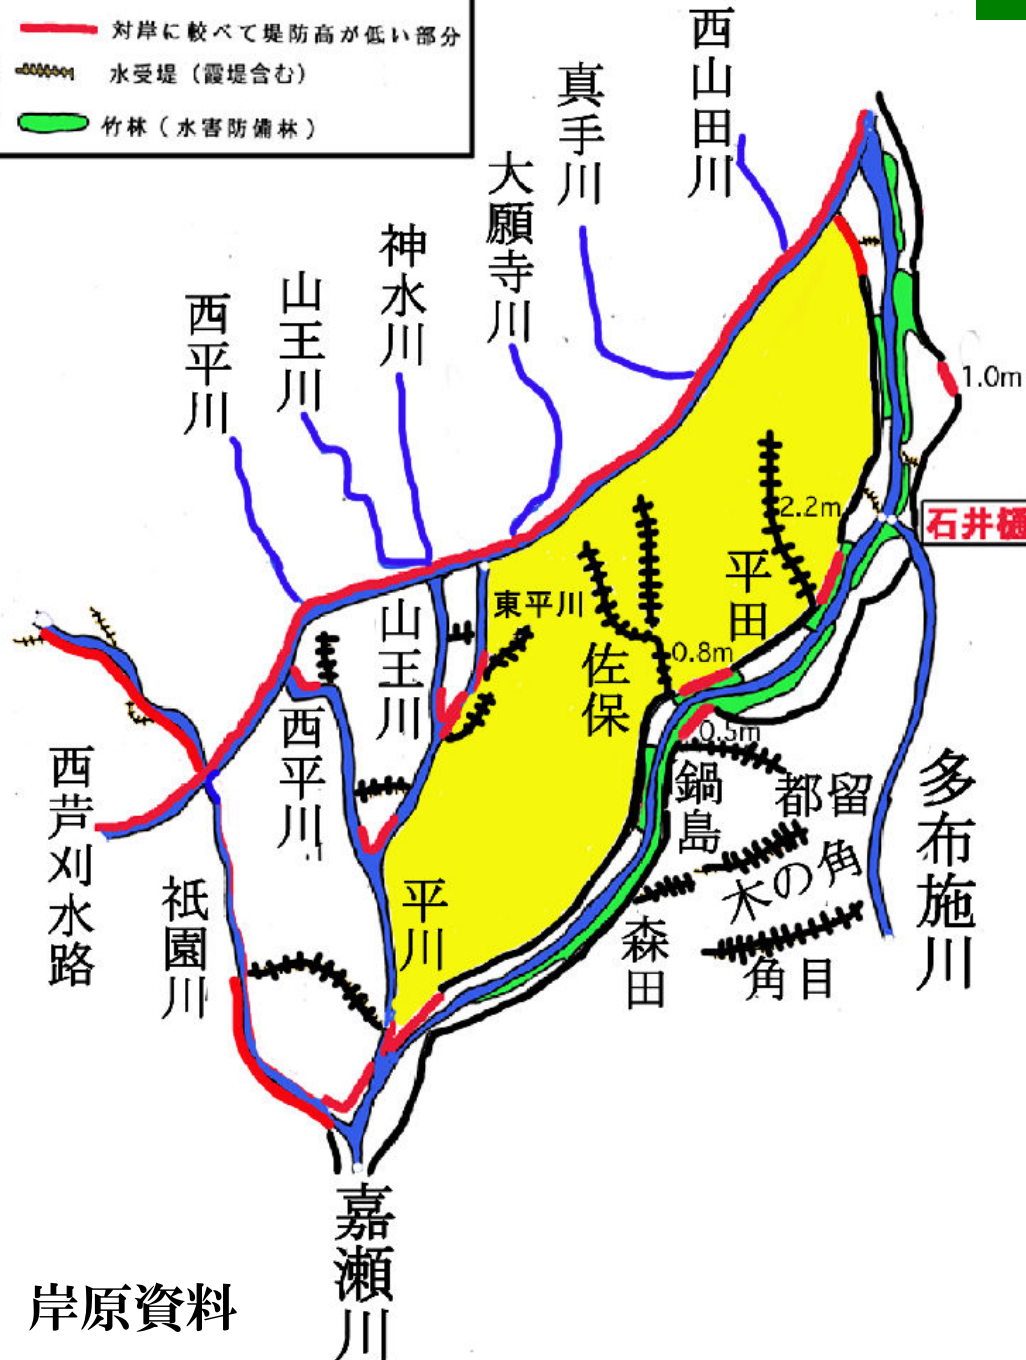 対岸に較べて堤防高が低い部分
水受堤（霞堤含む）
竹林（水害防備林）
西山田川
真手川
大願寺川
神水川
山王川
西平川
1.0m
2.2m
石井樋
平田
東平川
山王川
佐保
0.8m
0.5m
西平川
鍋島
都留
木の角
多布施川
西芦刈水路
祇園川
平川
森田
角目
嘉瀬川
岸原資料